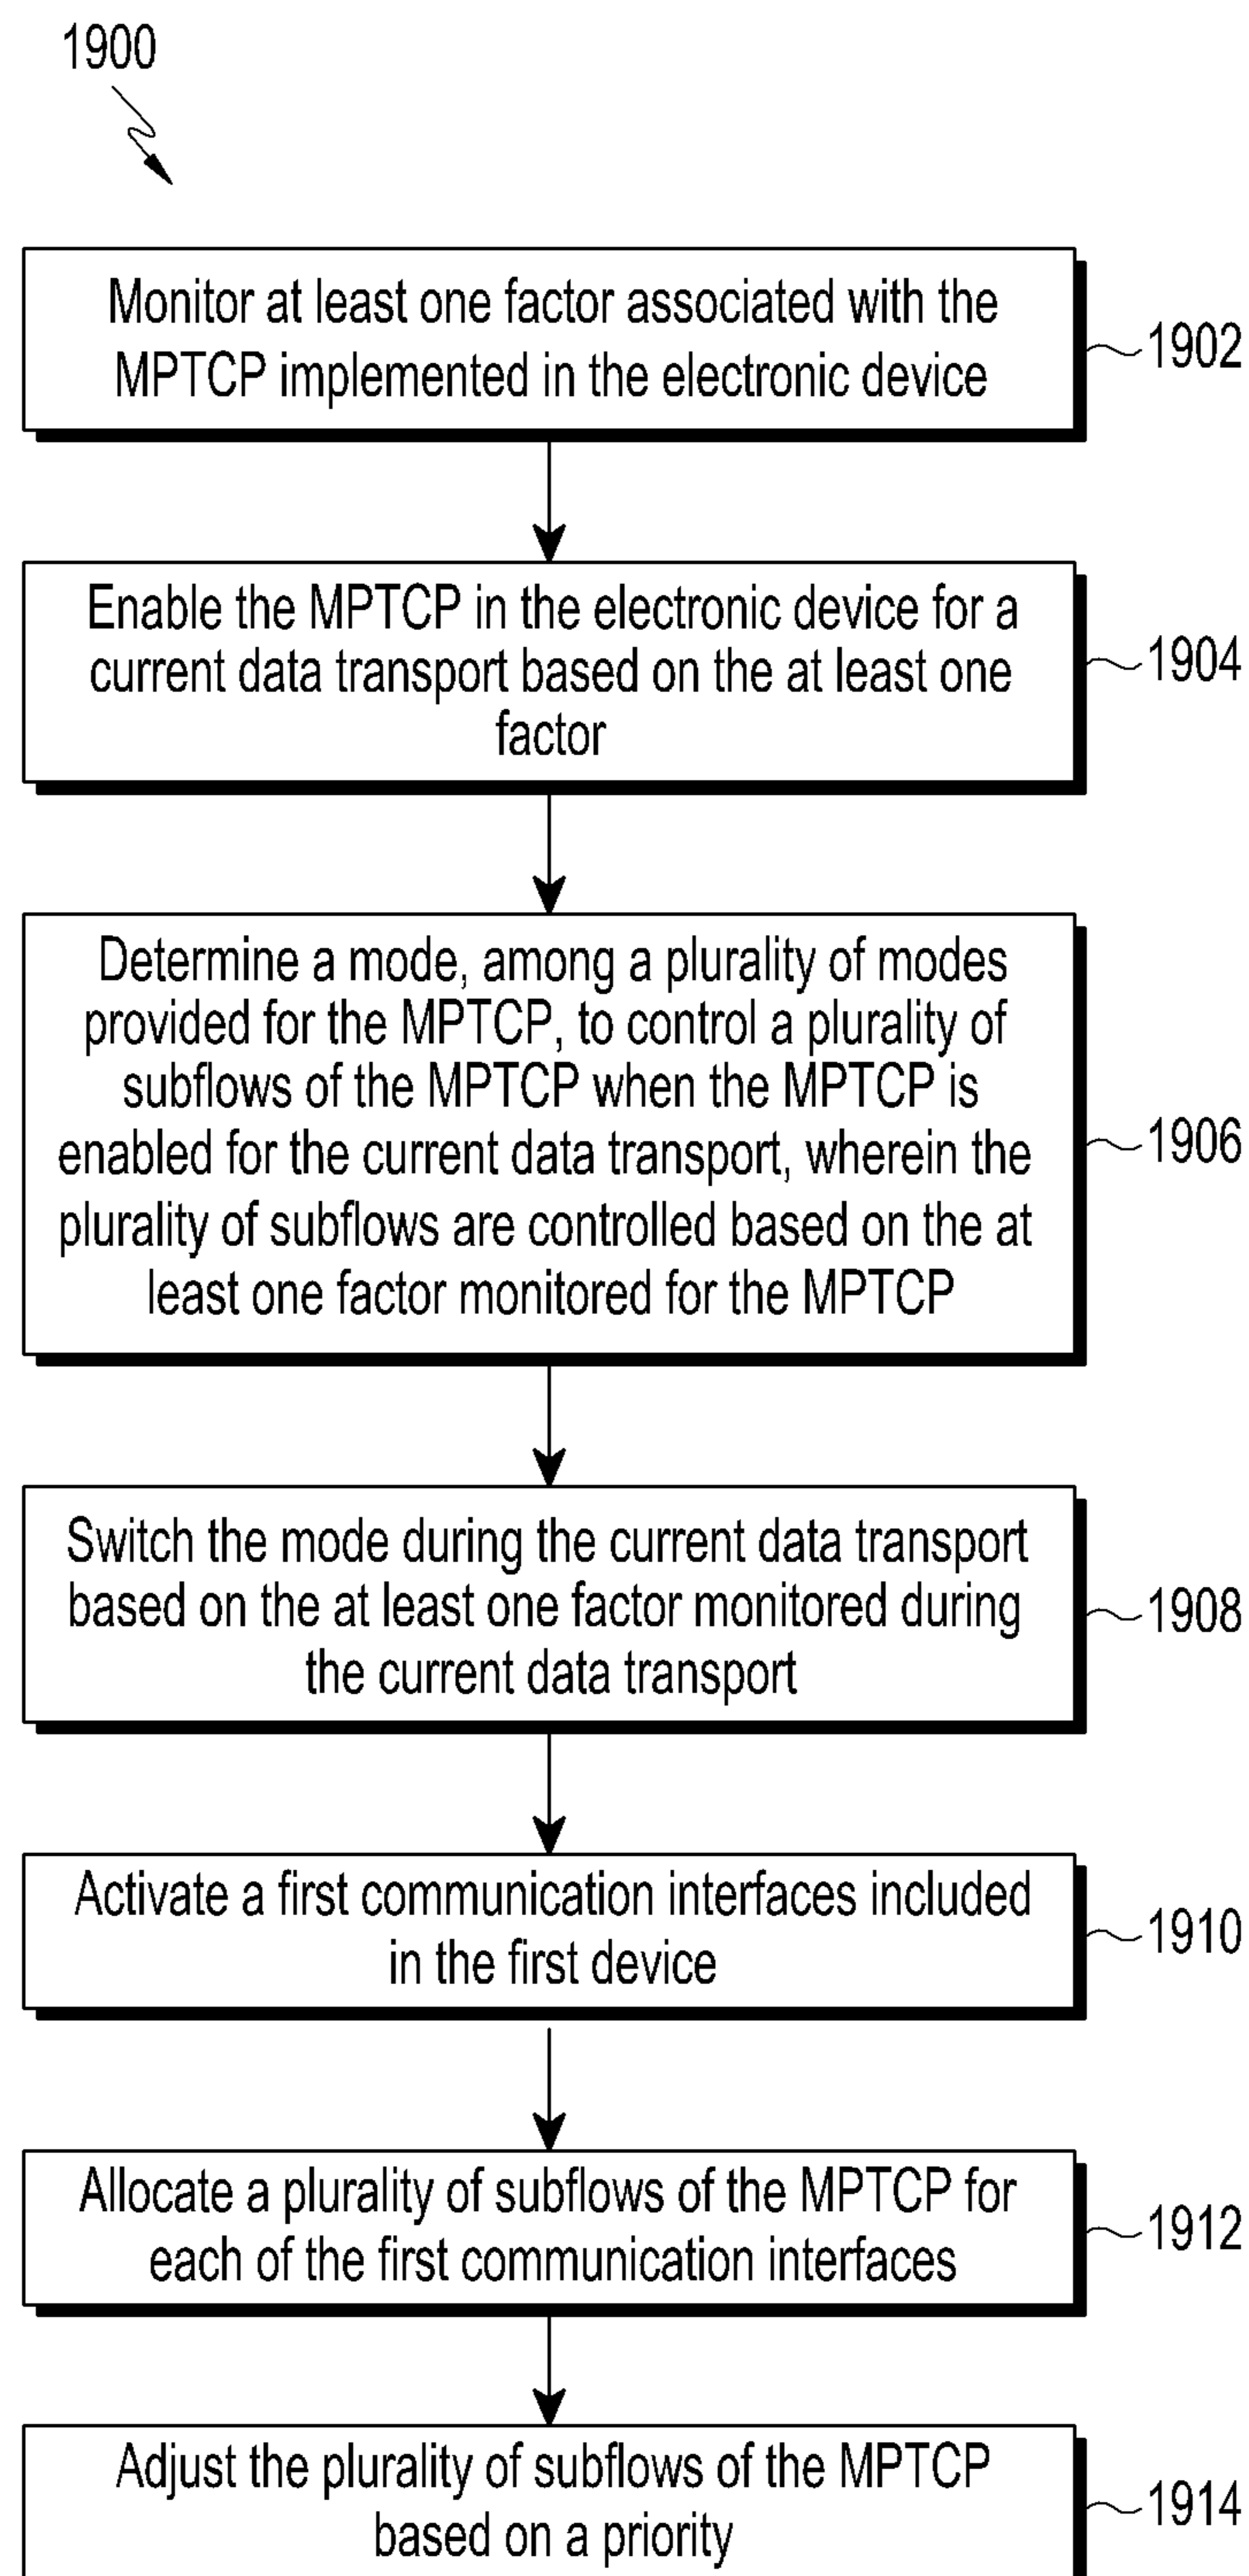 1900
Monitor at least one factor associated with the
MPTCP implemented in the electronic device
1902
Enable the MPTCP in the electronic device for a
current data transport based on the at least one
factor
1904
Determine a mode, among a plurality of modes
provided for the MPTCP, to control a plurality of
subflows of the MPTCP when the MPTCP is
enabled for the current data transport, wherein the
plurality of subflows are controlled based on the at
least one factor monitored for the MPTCP
1906
Switch the mode during the current data transport
based on the at least one factor monitored during
the current data transport
1908
Activate a first communication interfaces included
in the first device
1910
Allocate a plurality of subflows of the MPTCP for
each of the first communication interfaces
1912
Adjust the plurality of subflows of the MPTCP
based on a priority
1914